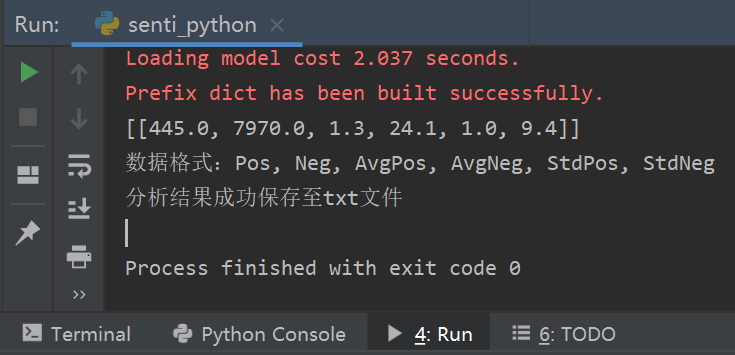 Run: senti_python
Loading model cost 2.037 seconds.
Prefix dict has been built successfully.
[[445.0, 7970.0, 1.3, 24.1, 1.0, 9.4]]
数据格式：Pos, Neg, AvgPos, AvgNeg, StdPos, StdNeg
分析结果成功保存至txt文件
Process finished with exit code 0
Terminal Python Console 4: Run 6: TODO